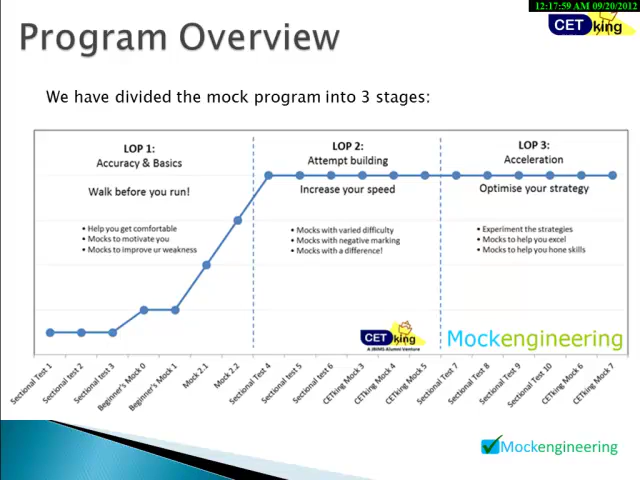 12:17:59 AM 09/20/2012
CET king
Program Overview
We have divided the mock program into 3 stages:
LOP 1:
Accuracy & Basics
Walk before you run!
• Help you get comfortable
• Mocks to motivate you
• Mocks to improve ur weakness
LOP 2:
Attempt building
Increase your speed
• Mocks with varied difficulty
• Mocks with negative marking
• Mocks with a difference!
LOP 3:
Acceleration
Optimise your strategy
• Experiment the strategies
• Mocks to help you excel
• Mocks to help you hone skills
CET king
A JBIMS Alumni Venture
Mockengineering
Sectional Test 1
Sectional test 2
Sectional test 3
Beginner's Mock 0
Beginner's Mock 1
Mock 2.1
Mock 2.2
Sectional Test 4
Sectional test 5
Sectional test 6
CETking Mock 3
CETking Mock 4
CETking Mock 5
Sectional Test 7
Sectional Test 8
Sectional Test 9
Sectional Test 10
CETking Mock 6
CETking Mock 7
Mockengineering